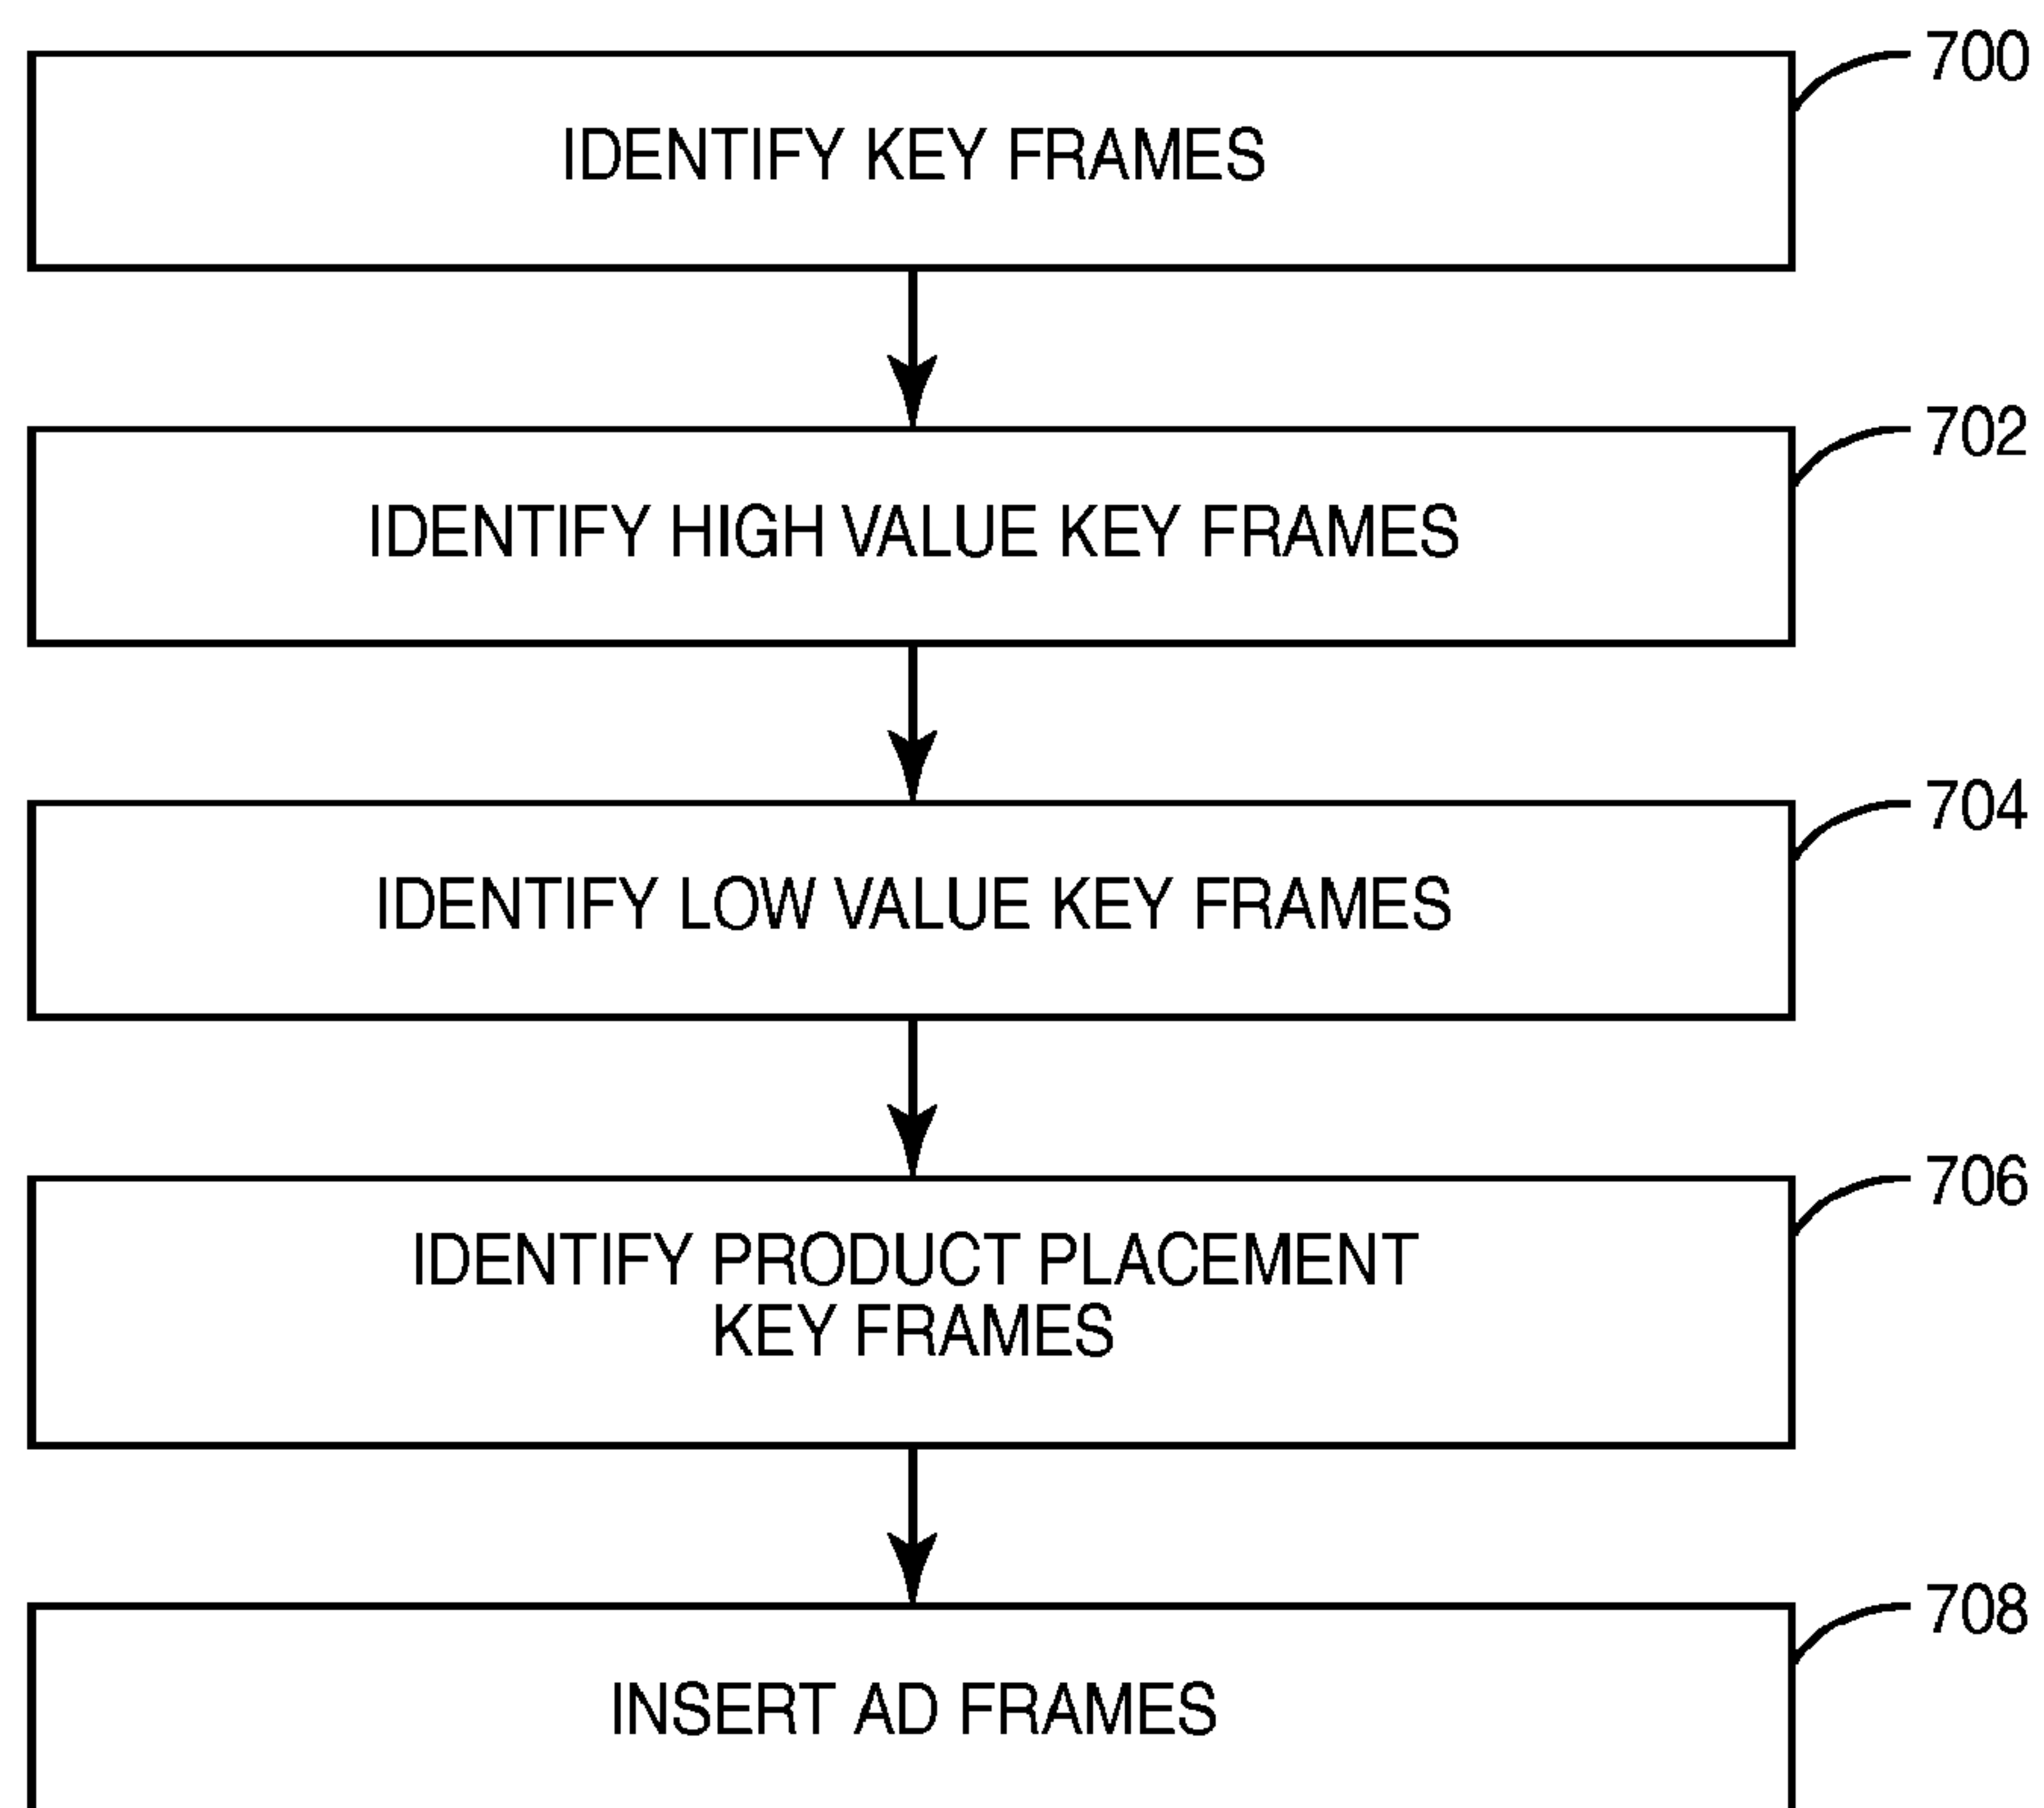 700
IDENTIFY KEY FRAMES
702
IDENTIFY HIGH VALUE KEY FRAMES
704
IDENTIFY LOW VALUE KEY FRAMES
706
IDENTIFY PRODUCT PLACEMENT
KEY FRAMES
708
INSERT AD FRAMES